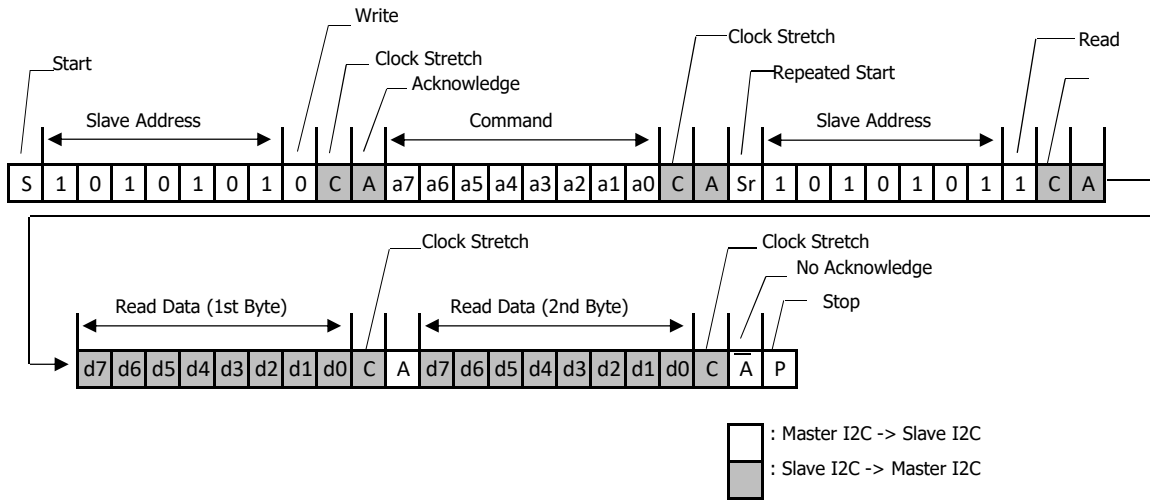 Write
Clock Stretch
Read
Start
Clock Stretch
Repeated Start
Acknowledge
Slave Address
Command
Slave Address
S 1 0 1 0 1 0 1 0 C A a7 a6 a5 a4 a3 a2 a1 a0 C A Sr 1 0 1 0 1 0 1 1 C A
Clock Stretch
Clock Stretch
No Acknowledge
Read Data (1st Byte)
Read Data (2nd Byte)
Stop
d7 d6 d5 d4 d3 d2 d1 d0 C A d7 d6 d5 d4 d3 d2 d1 d0 C A̅ P
: Master I2C -> Slave I2C
: Slave I2C -> Master I2C